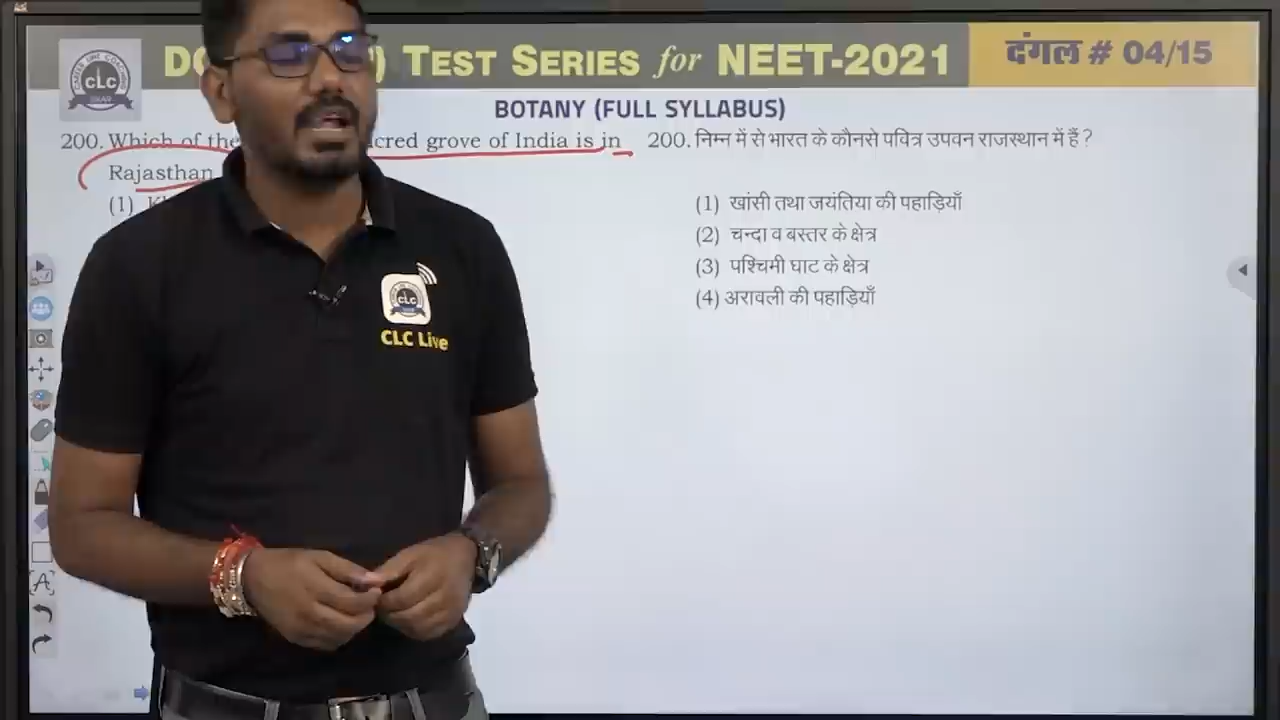 TEST SERIES for NEET-2021
दंगल # 04/15
CLC
SIKAR
BOTANY (FULL SYLLABUS)
200. Which of the
cred grove of India is in
Rajasthan
(1)
200. निम्न में से भारत के कौनसे पवित्र उपवन राजस्थान में हैं ?
(1) खांसी तथा जयंतिया की पहाड़ियाँ
(2) चन्दा व बस्तर के क्षेत्र
(3) पश्चिमी घाट के क्षेत्र
(4) अरावली की पहाड़ियाँ
CLC
CLC Live